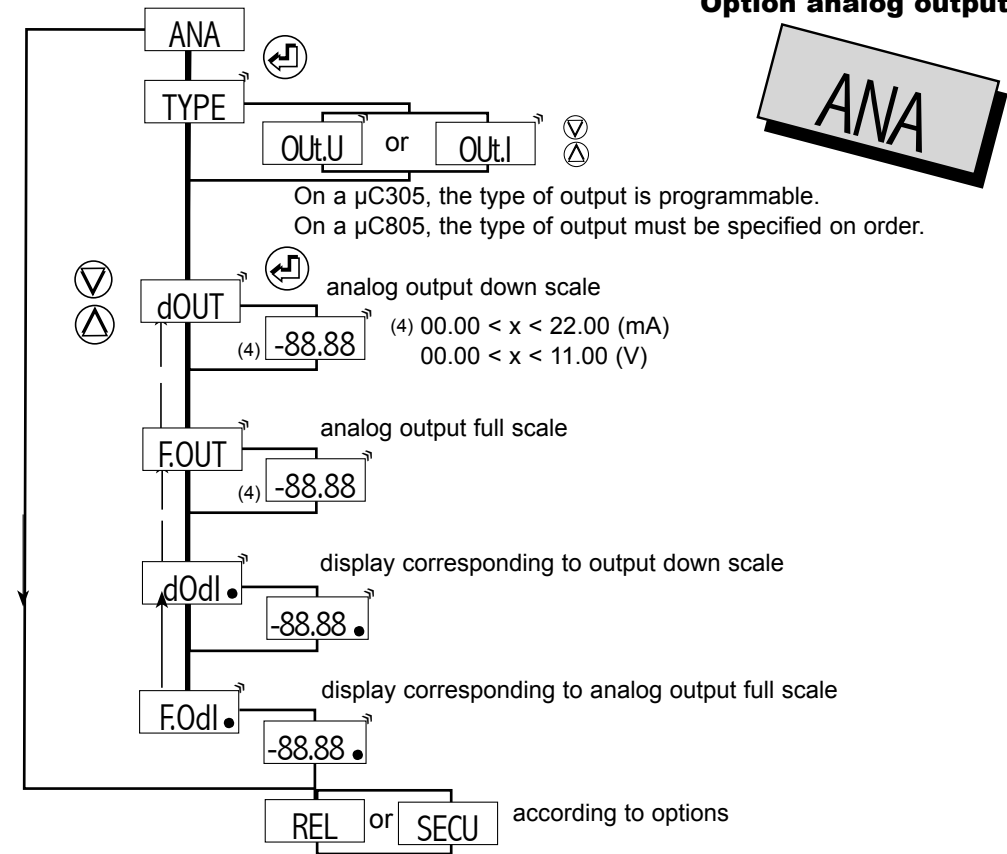 Option analog output
ANA
ANA
TYPE
OUt.U or OUt.I
On a µC305, the type of output is programmable.
On a µC805, the type of output must be specified on order.
dOUT
analog output down scale
(4) -88.88
(4) 00.00 < x < 22.00 (mA)
00.00 < x < 11.00 (V)
F.OUT
analog output full scale
(4) -88.88
dOdI
display corresponding to output down scale
-88.88
F.OdI
display corresponding to analog output full scale
-88.88
REL or SECU according to options